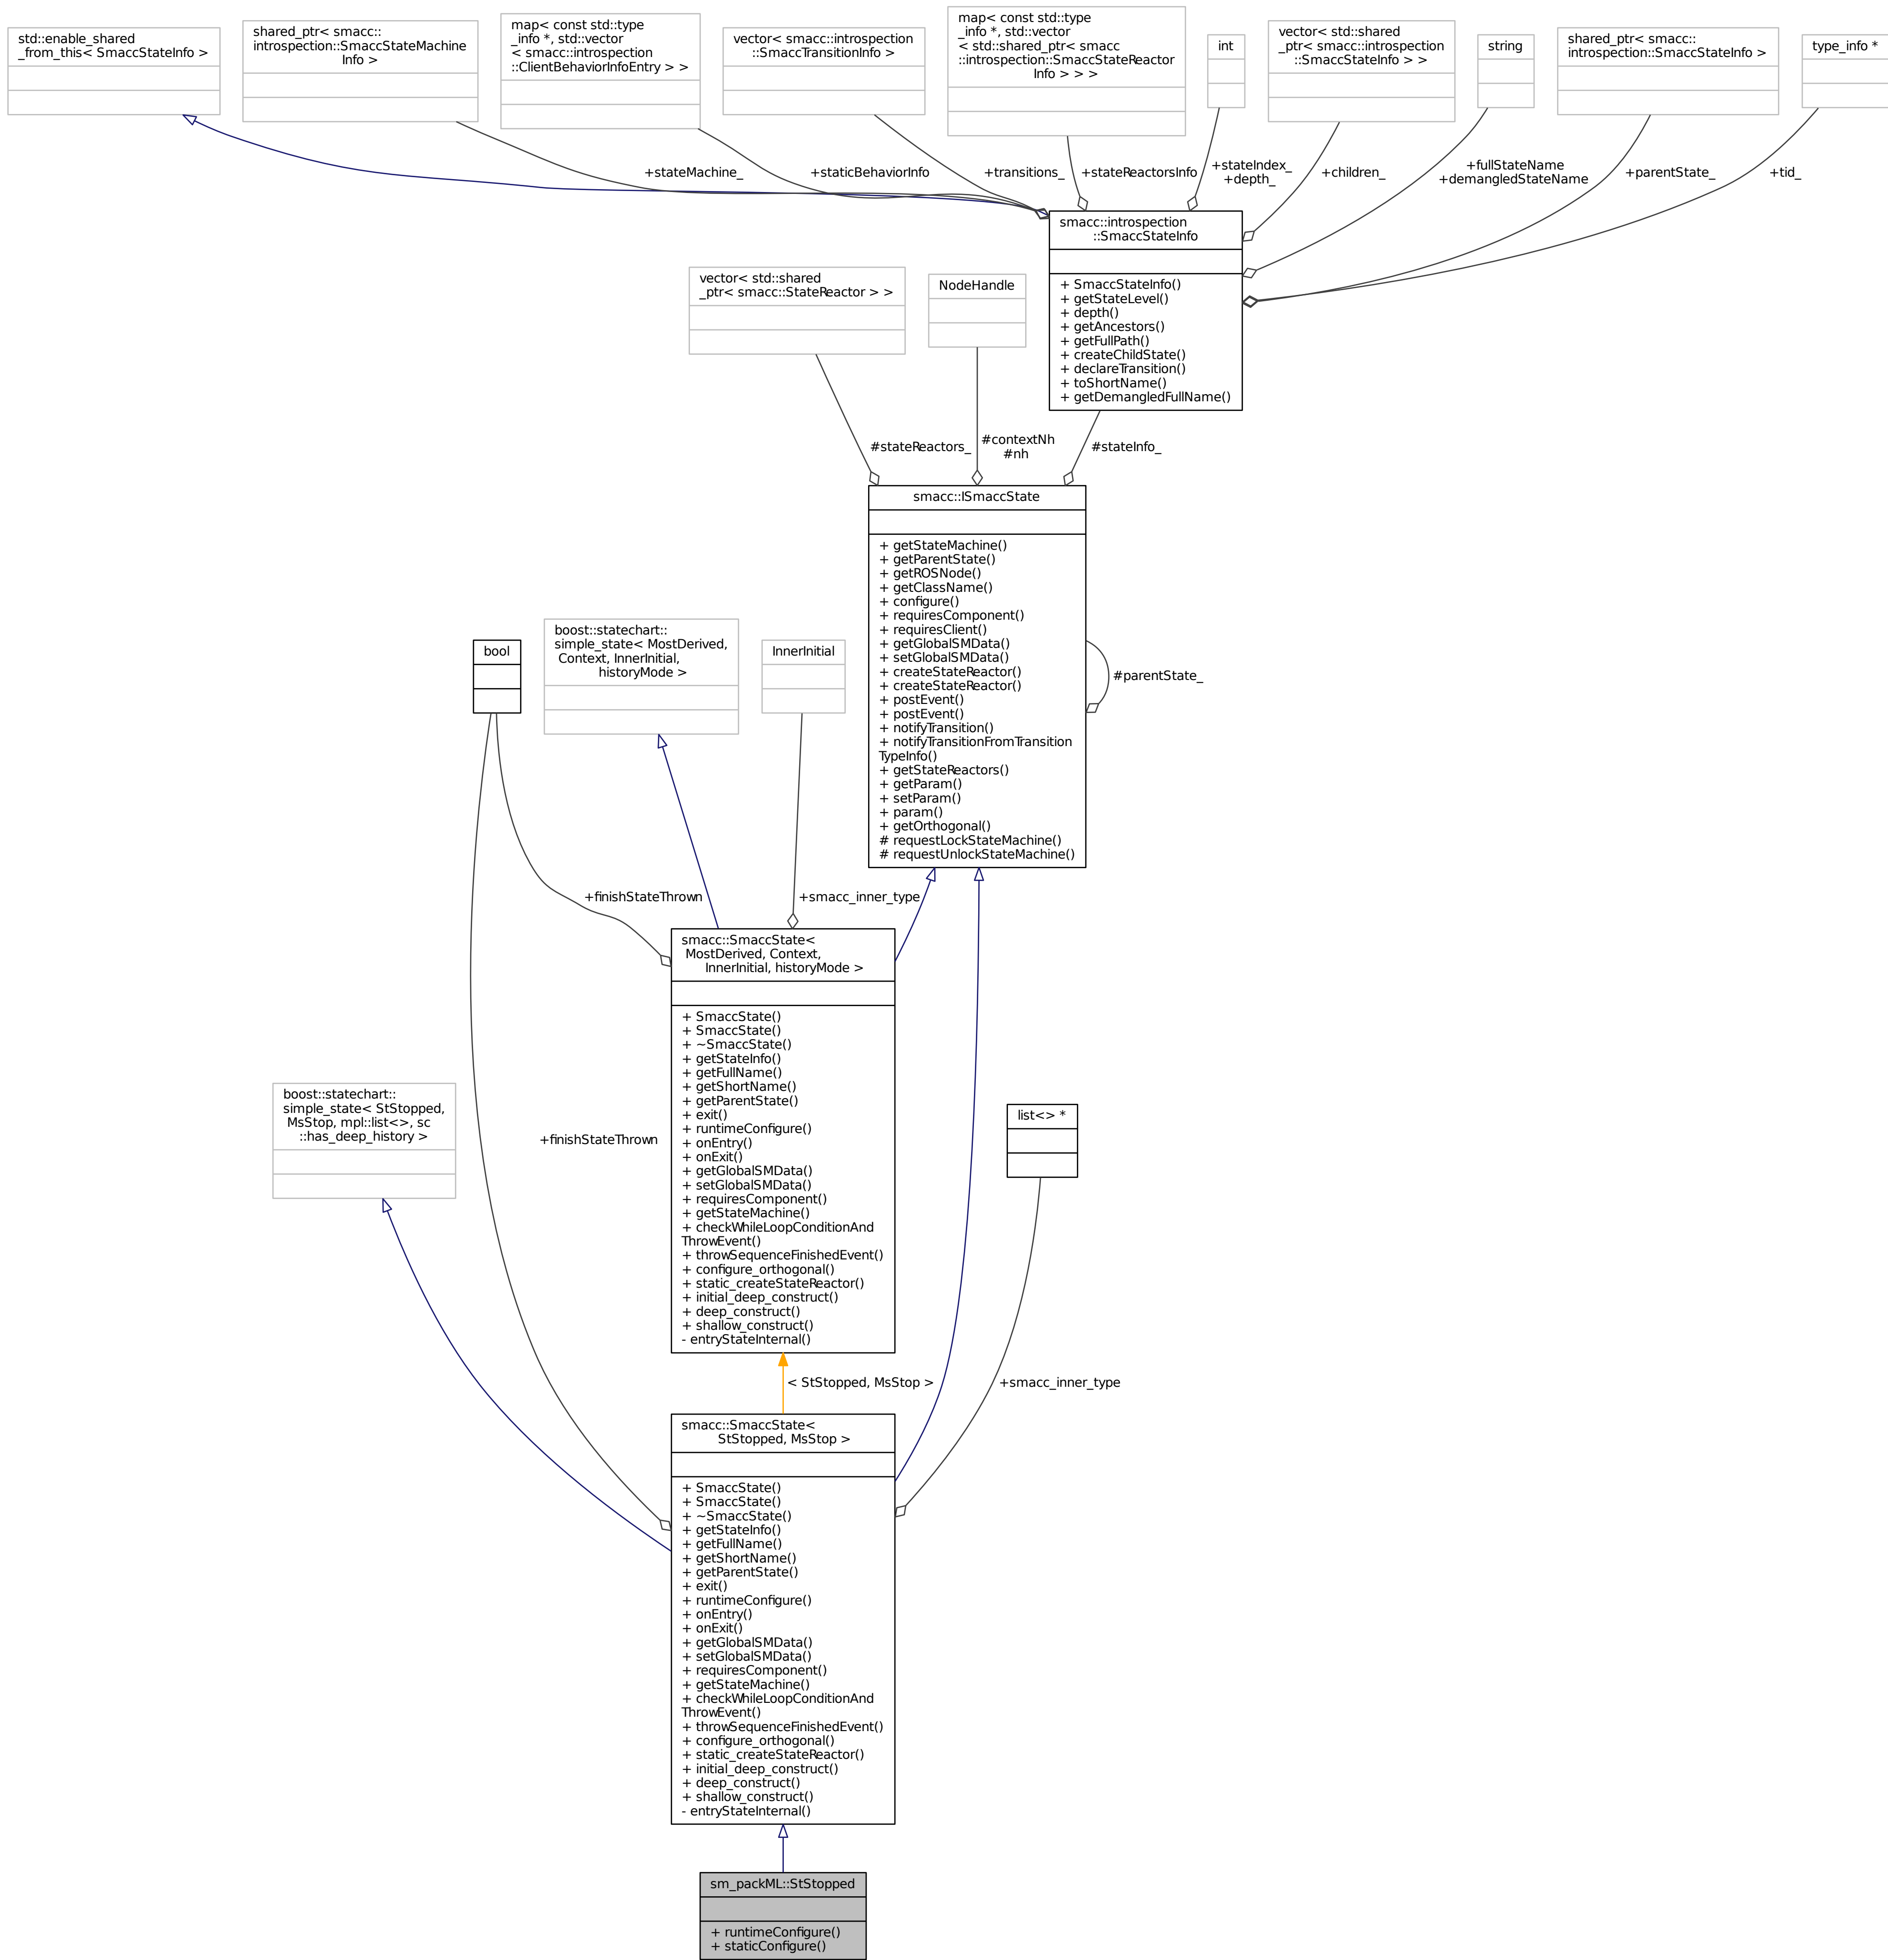 std::enable_shared
_from_this< SmaccStateInfo >
shared_ptr< smacc::
introspection::SmaccStateMachine
Info >
map< const std::type
_info *, std::vector
< smacc::introspection
::ClientBehaviorInfoEntry > >
vector< smacc::introspection
::SmaccTransitionInfo >
map< const std::type
_info *, std::vector
< std::shared_ptr< smacc
::introspection::SmaccStateReactor
Info > > >
int
vector< std::shared
_ptr< smacc::introspection
::SmaccStateInfo > >
string
shared_ptr< smacc::
introspection::SmaccStateInfo >
type_info *
+stateMachine_
+staticBehaviorInfo
+transitions_
+stateReactorsInfo
+stateIndex_
+depth_
+children_
+fullStateName
+demangledStateName
+parentState_
+tid_
smacc::introspection
::SmaccStateInfo
+ SmaccStateInfo()
+ getStateLevel()
+ depth()
+ getAncestors()
+ getFullPath()
+ createChildState()
+ declareTransition()
+ toShortName()
+ getDemangledFullName()
vector< std::shared
_ptr< smacc::StateReactor > >
NodeHandle
#stateReactors_
#contextNh
#nh
#stateInfo_
smacc::ISmaccState
+ getStateMachine()
+ getParentState()
+ getROSNode()
+ getClassName()
+ configure()
+ requiresComponent()
+ requiresClient()
+ getGlobalSMData()
+ setGlobalSMData()
+ createStateReactor()
+ createStateReactor()
+ postEvent()
+ postEvent()
+ notifyTransition()
+ notifyTransitionFromTransition
TypeInfo()
+ getStateReactors()
+ getParam()
+ setParam()
+ param()
+ getOrthogonal()
# requestLockStateMachine()
# requestUnlockStateMachine()
#parentState_
bool
boost::statechart::
simple_state< MostDerived,
Context, InnerInitial,
historyMode >
InnerInitial
+finishStateThrown
+smacc_inner_type
smacc::SmaccState<
MostDerived, Context,
InnerInitial, historyMode >
+ SmaccState()
+ SmaccState()
+ ~SmaccState()
+ getStateInfo()
+ getFullName()
+ getShortName()
+ getParentState()
+ exit()
+ runtimeConfigure()
+ onEntry()
+ onExit()
+ getGlobalSMData()
+ setGlobalSMData()
+ requiresComponent()
+ getStateMachine()
+ checkWhileLoopConditionAnd
ThrowEvent()
+ throwSequenceFinishedEvent()
+ configure_orthogonal()
+ static_createStateReactor()
+ initial_deep_construct()
+ deep_construct()
+ shallow_construct()
- entryStateInternal()
boost::statechart::
simple_state< StStopped,
MsStop, mpl::list<>, sc
::has_deep_history >
+finishStateThrown
list<> *
< StStopped, MsStop >
+smacc_inner_type
smacc::SmaccState<
StStopped, MsStop >
+ SmaccState()
+ SmaccState()
+ ~SmaccState()
+ getStateInfo()
+ getFullName()
+ getShortName()
+ getParentState()
+ exit()
+ runtimeConfigure()
+ onEntry()
+ onExit()
+ getGlobalSMData()
+ setGlobalSMData()
+ requiresComponent()
+ getStateMachine()
+ checkWhileLoopConditionAnd
ThrowEvent()
+ throwSequenceFinishedEvent()
+ configure_orthogonal()
+ static_createStateReactor()
+ initial_deep_construct()
+ deep_construct()
+ shallow_construct()
- entryStateInternal()
sm_packML::StStopped
+ runtimeConfigure()
+ staticConfigure()